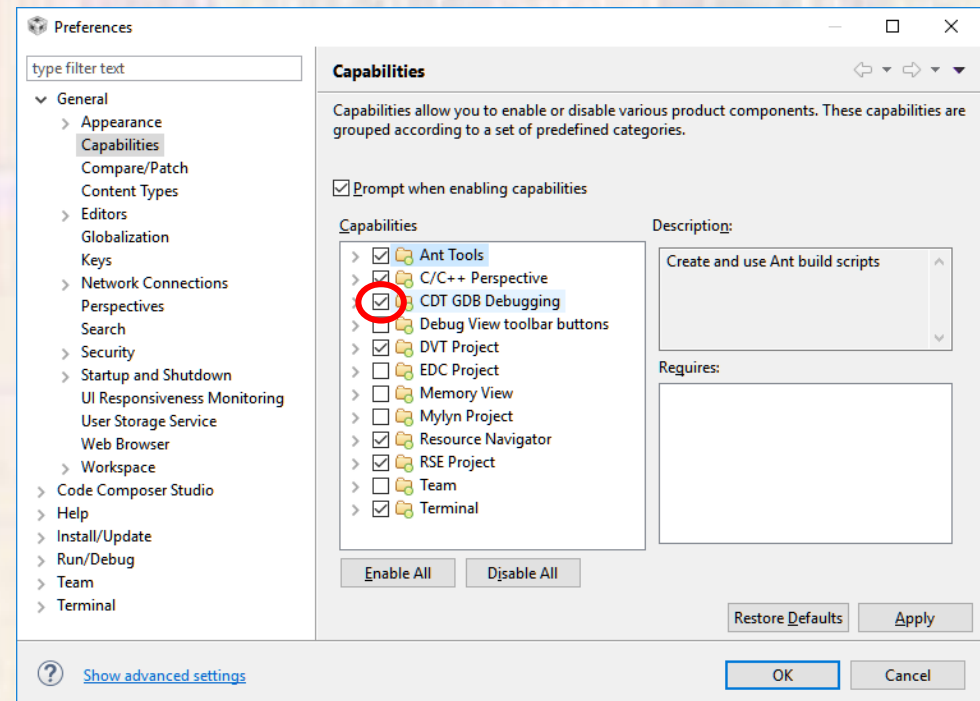 Preferences
type filter text
General
Appearance
Capabilities
Compare/Patch
Content Types
Editors
Globalization
Keys
Network Connections
Perspectives
Search
Security
Startup and Shutdown
UI Responsiveness Monitoring
User Storage Service
Web Browser
Workspace
Code Composer Studio
Help
Install/Update
Run/Debug
Team
Terminal
Capabilities
Capabilities allow you to enable or disable various product components. These capabilities are
grouped according to a set of predefined categories.
Prompt when enabling capabilities
Capabilities
Ant Tools
C/C++ Perspective
CDT GDB Debugging
Debug View toolbar buttons
DVT Project
EDC Project
Memory View
Mylyn Project
Resource Navigator
RSE Project
Team
Terminal
Description:
Create and use Ant build scripts
Requires:
Enable All
Disable All
Restore Defaults
Apply
? Show advanced settings
OK
Cancel